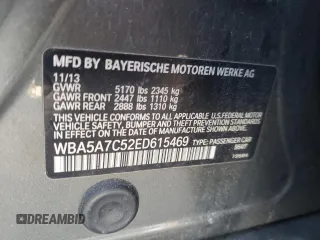 MFD BY BAYERISCHE MOTOREN WERKE AG
11/13
GVWR 5170 lbs 2345 kg
GAWR FRONT 2447 lbs 1110 kg
GAWR REAR 2888 lbs 1310 kg
THIS VEHICLE CONFORMS TO ALL APPLICABLE
FEDERAL MOTOR VEHICLE SAFETY, BUMPER AND THEFT
PREVENTION STANDARDS IN EFFECT ON THE
DATE OF MANUFACTURE SHOWN ABOVE.
WBA5A7C52ED615469 TYPE: PASSENGER CAR
DREAMBID